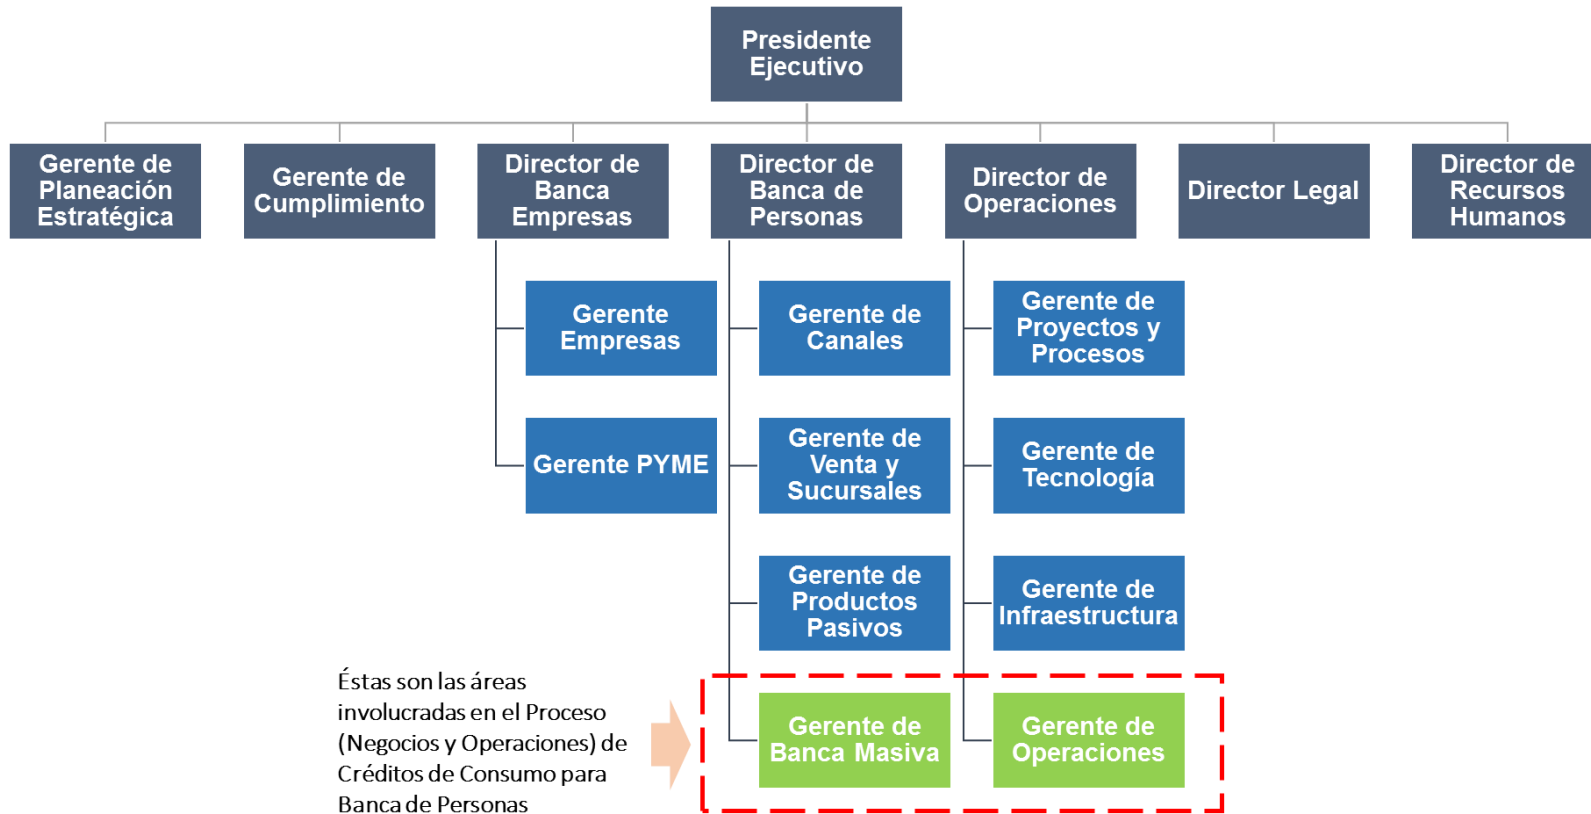 Presidente
Ejecutivo
Gerente de
Planeación
Estratégica
Gerente de
Cumplimiento
Director de
Banca
Empresas
Director de
Banca de
Personas
Director de
Operaciones
Director Legal
Director de
Recursos
Humanos
Gerente
Empresas
Gerente de
Canales
Gerente de
Proyectos y
Procesos
Gerente PYME
Gerente de
Venta y
Sucursales
Gerente de
Tecnología
Gerente de
Productos
Pasivos
Gerente de
Infraestructura
Éstas son las áreas
involucradas en el Proceso
(Negocios y Operaciones) de
Créditos de Consumo para
Banca de Personas
Gerente de
Banca Masiva
Gerente de
Operaciones